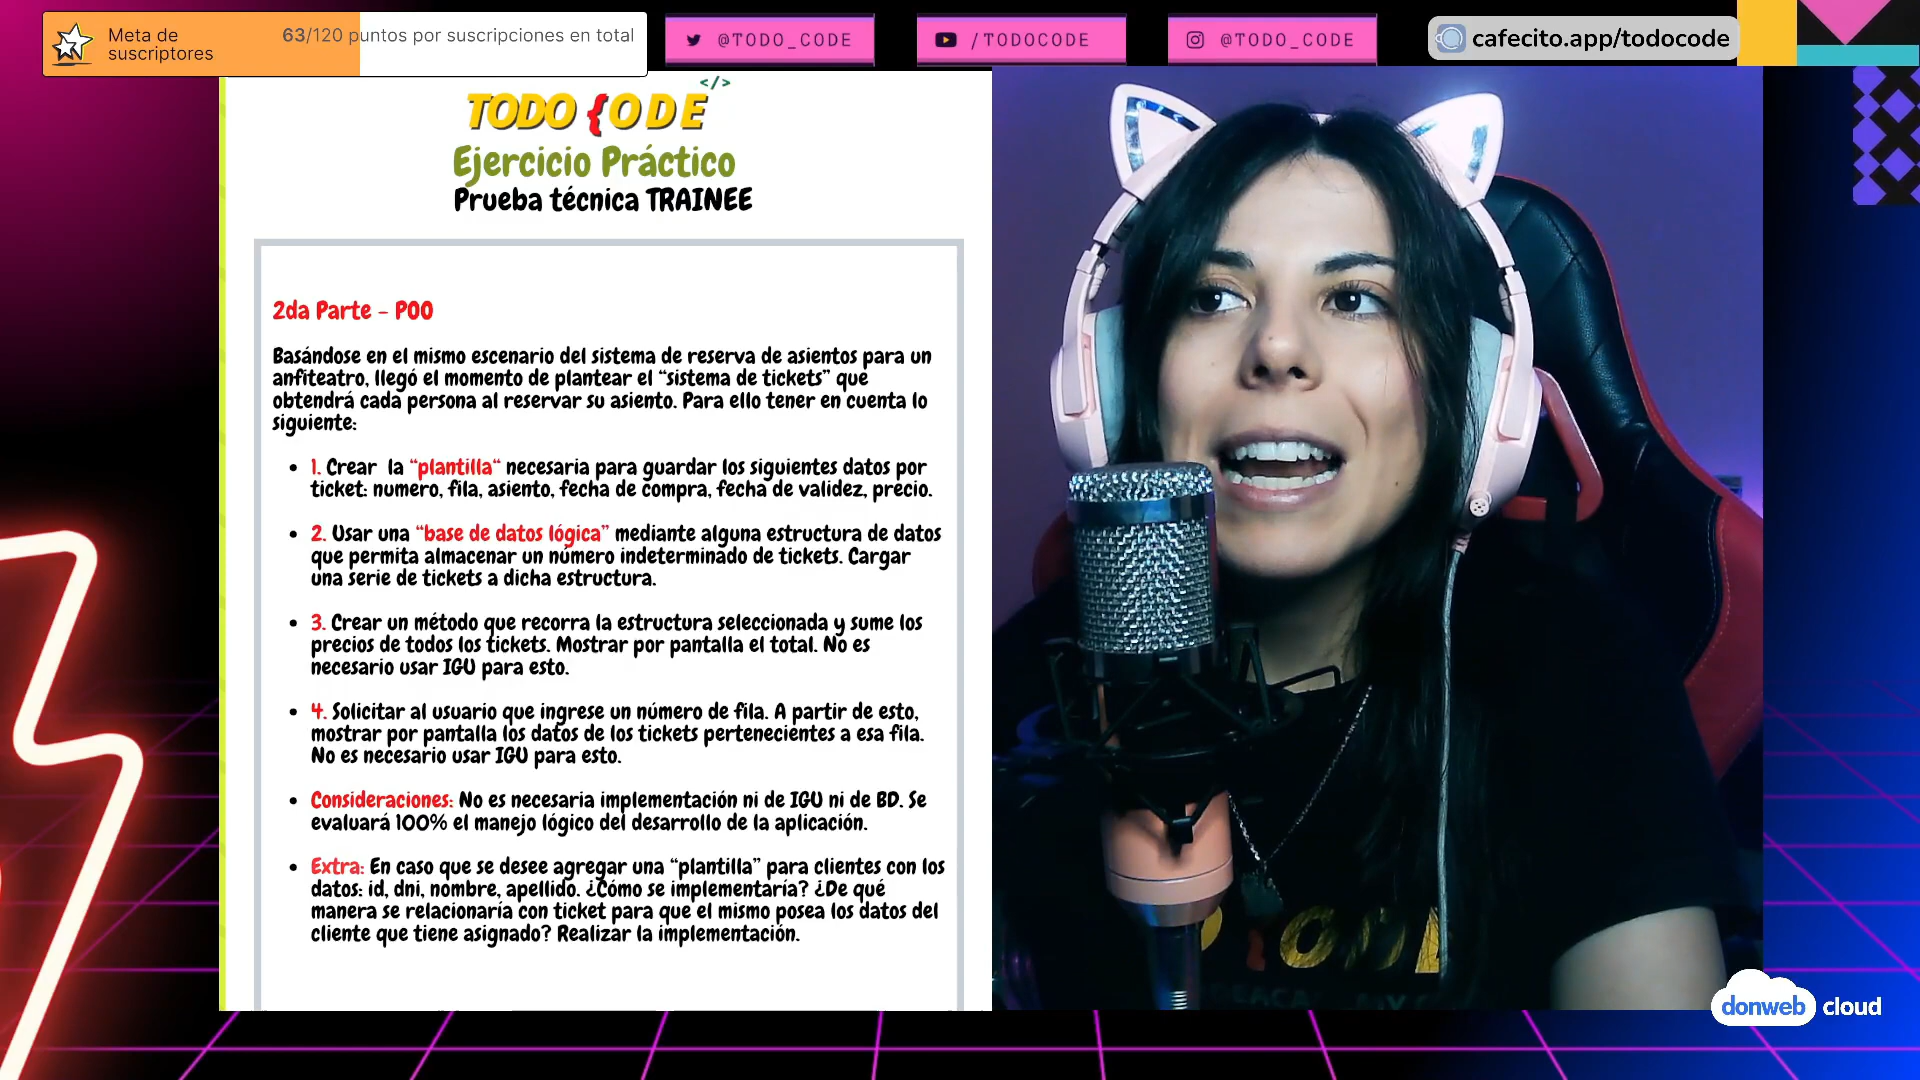 Meta de
suscriptores
63/120 puntos por suscripciones en total
@TODO_CODE
/TODOCODE
@TODO_CODE
cafecito.app/todocode
</>
TODO {ODE
Ejercicio Práctico
Prueba técnica TRAINEE
2da Parte - POO
Basándose en el mismo escenario del sistema de reserva de asientos para un
anfiteatro, llegó el momento de plantear el "sistema de tickets" que
obtendrá cada persona al reservar su asiento. Para ello tener en cuenta lo
siguiente:
• 1. Crear la "plantilla" necesaria para guardar los siguientes datos por
ticket: numero, fila, asiento, fecha de compra, fecha de validez, precio.
• 2. Usar una "base de datos lógica" mediante alguna estructura de datos
que permita almacenar un número indeterminado de tickets. Cargar
una serie de tickets a dicha estructura.
• 3. Crear un método que recorra la estructura seleccionada y sume los
precios de todos los tickets. Mostrar por pantalla el total. No es
necesario usar IGU para esto.
• 4. Solicitar al usuario que ingrese un número de fila. A partir de esto,
mostrar por pantalla los datos de los tickets pertenecientes a esa fila.
No es necesario usar IGU para esto.
• Consideraciones: No es necesaria implementación ni de IGU ni de BD. Se
evaluará 100% el manejo lógico del desarrollo de la aplicación.
• Extra: En caso que se desee agregar una "plantilla" para clientes con los
datos: id, dni, nombre, apellido. ¿Cómo se implementaría? ¿De qué
manera se relacionaría con ticket para que el mismo posea los datos del
cliente que tiene asignado? Realizar la implementación.
donweb cloud